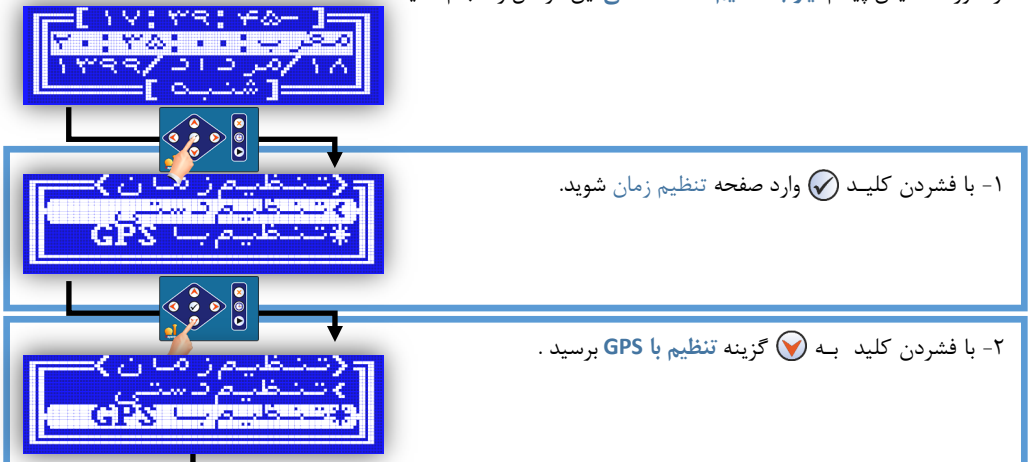 [ -۱۷:۳۹:۴۵ ]
مغرب:۲۰:۳۵:۰۰
۱۸/مرداد/۱۳۹۹
[ شنبه ]
۱- با فشردن کلیـد وارد صفحه تنظیم زمان شوید.
<تنظیم زمان>
>تنظیم دستی
*تنظیم با GPS
۲- با فشردن کلید بـه گزینه تنظیم با GPS برسید .
<تنظیم زمان>
>تنظیم دستی
*تنظیم با GPS